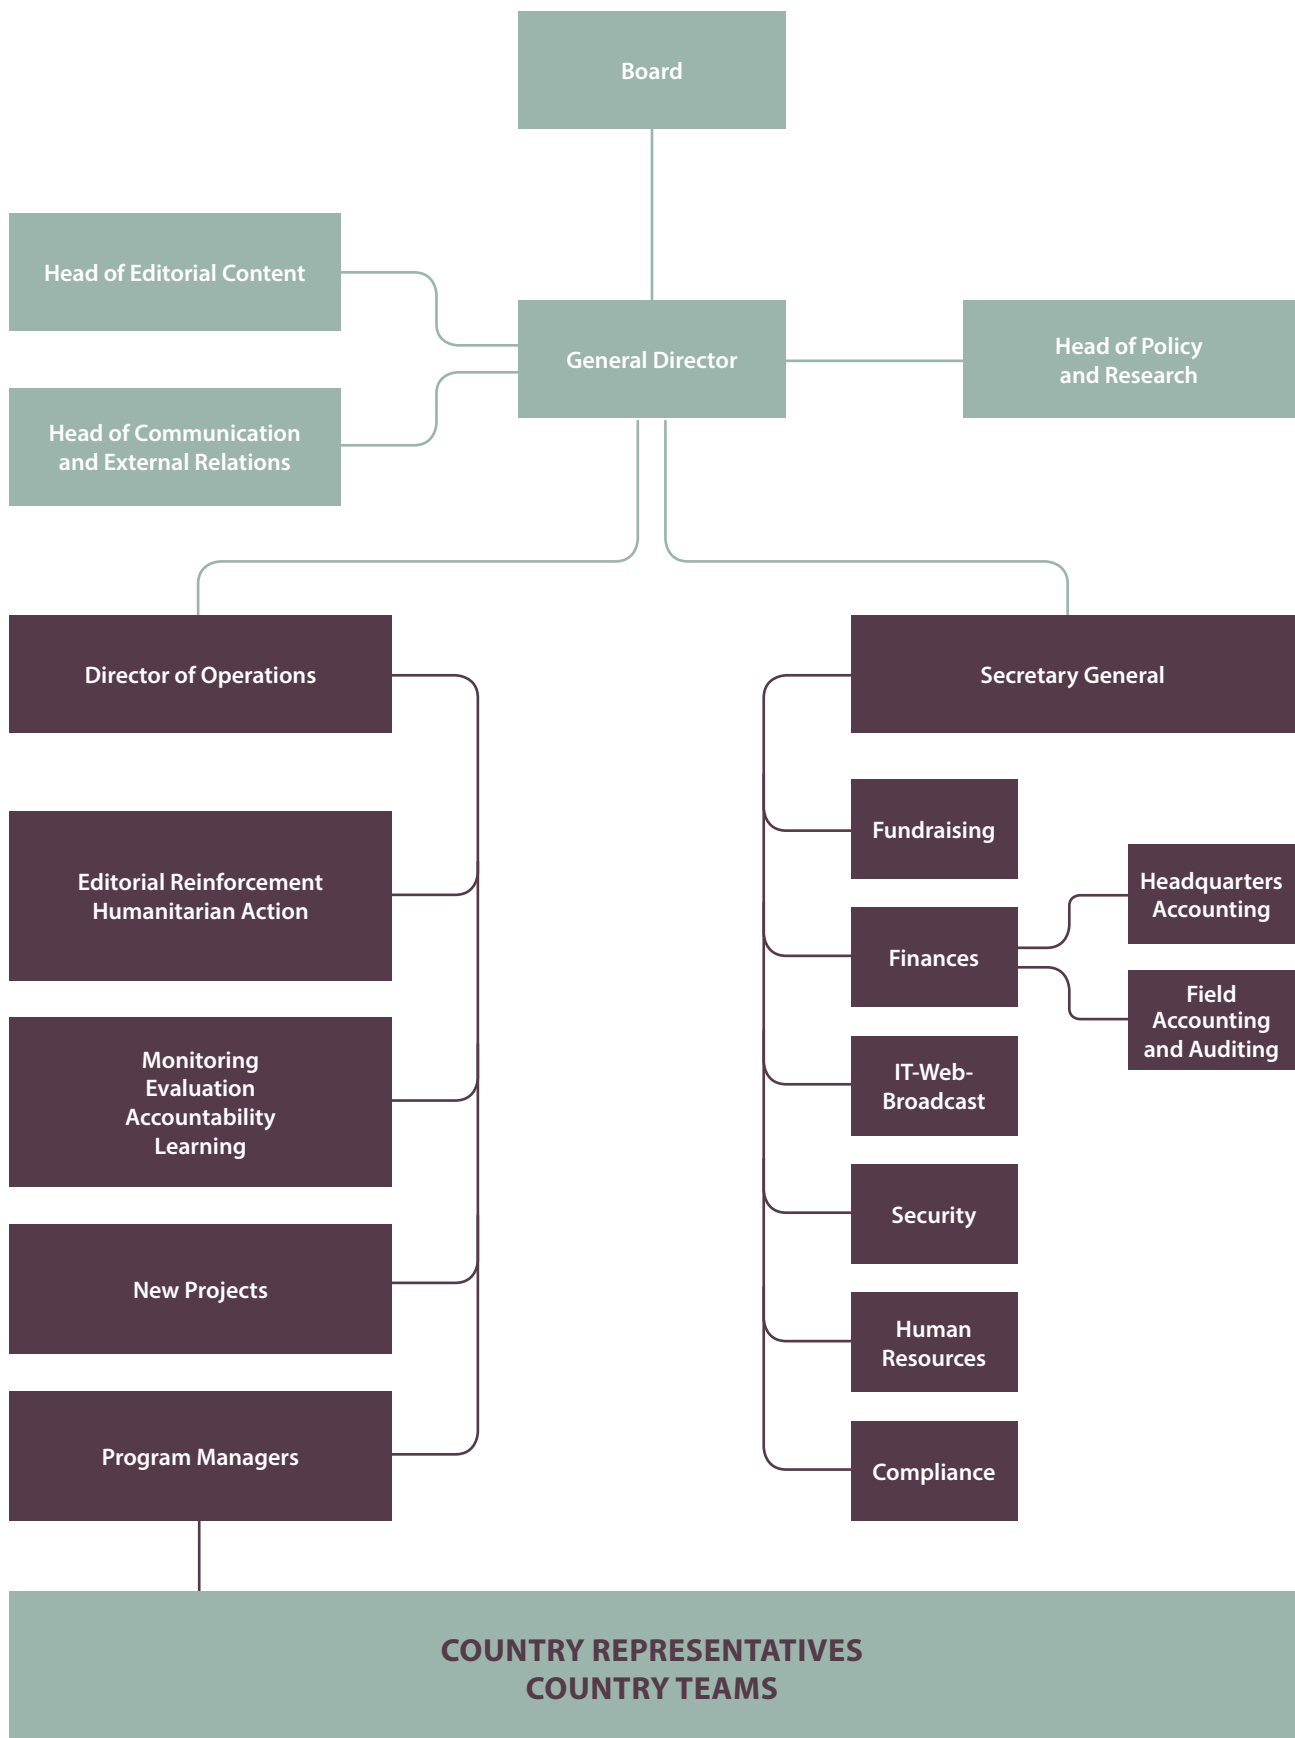 Board
Head of Editorial Content
General Director
Head of Policy
and Research
Head of Communication
and External Relations
Director of Operations
Editorial Reinforcement
Humanitarian Action
Monitoring
Evaluation
Accountability
Learning
New Projects
Program Managers
Secretary General
Fundraising
Finances
Headquarters
Accounting
Field
Accounting
and Auditing
IT-Web-
Broadcast
Security
Human
Resources
Compliance
COUNTRY REPRESENTATIVES
COUNTRY TEAMS